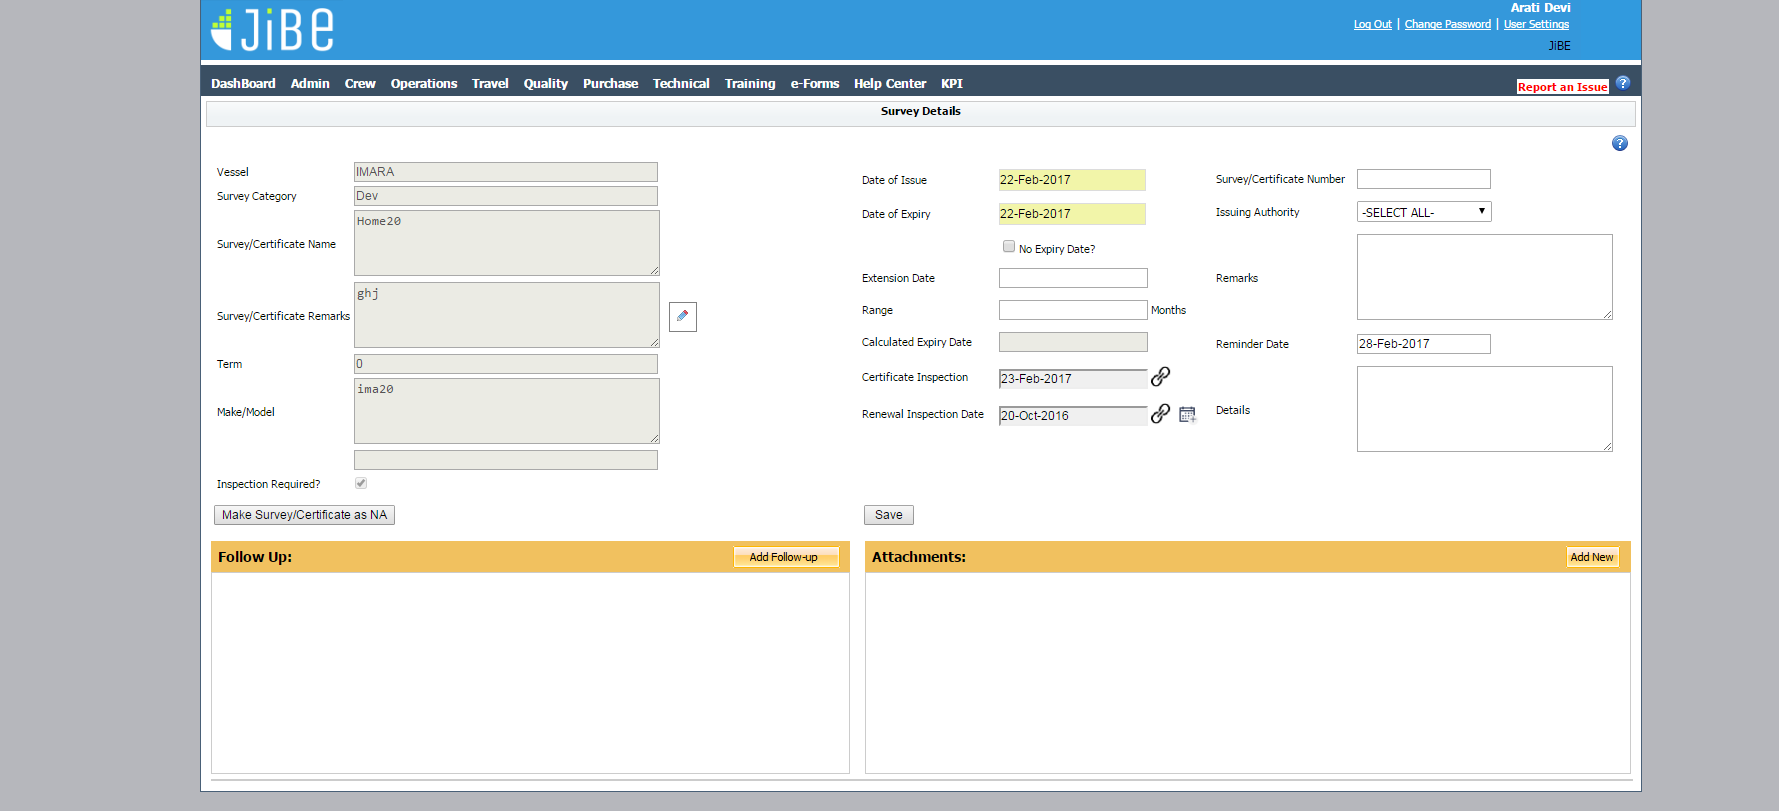 JiBE
Arati Devi
Log Out | Change Password | User Settings
JiBE
DashBoard Admin Crew Operations Travel Quality Purchase Technical Training e-Forms Help Center KPI
Report an Issue ?
Survey Details
?
Vessel IMARA
Survey Category Dev
Survey/Certificate Name Home20
Survey/Certificate Remarks ghj
Term 0
Make/Model ima20
Inspection Required?
Make Survey/Certificate as NA
Date of Issue 22-Feb-2017
Date of Expiry 22-Feb-2017
No Expiry Date?
Extension Date
Range Months
Calculated Expiry Date
Certificate Inspection 23-Feb-2017
Renewal Inspection Date 20-Oct-2016
Survey/Certificate Number
Issuing Authority -SELECT ALL-
Remarks
Reminder Date 28-Feb-2017
Details
Save
Follow Up: Add Follow-up
Attachments: Add New